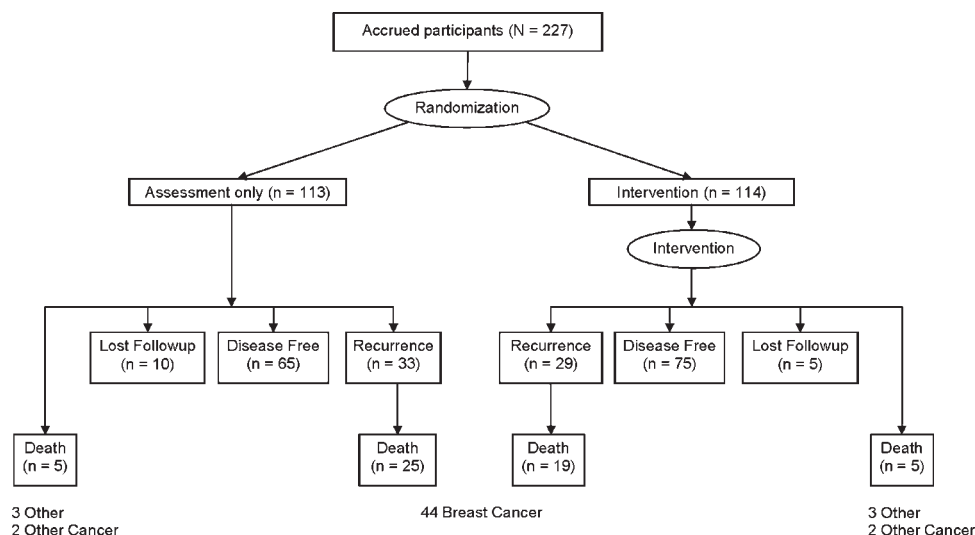 Accrued participants (N = 227)
Randomization
Assessment only (n = 113)
Intervention (n = 114)
Intervention
Lost Followup
(n = 10)
Disease Free
(n = 65)
Recurrence
(n = 33)
Recurrence
(n = 29)
Disease Free
(n = 75)
Lost Followup
(n = 5)
Death
(n = 5)
Death
(n = 25)
Death
(n = 19)
Death
(n = 5)
3 Other
2 Other Cancer
44 Breast Cancer
3 Other
2 Other Cancer